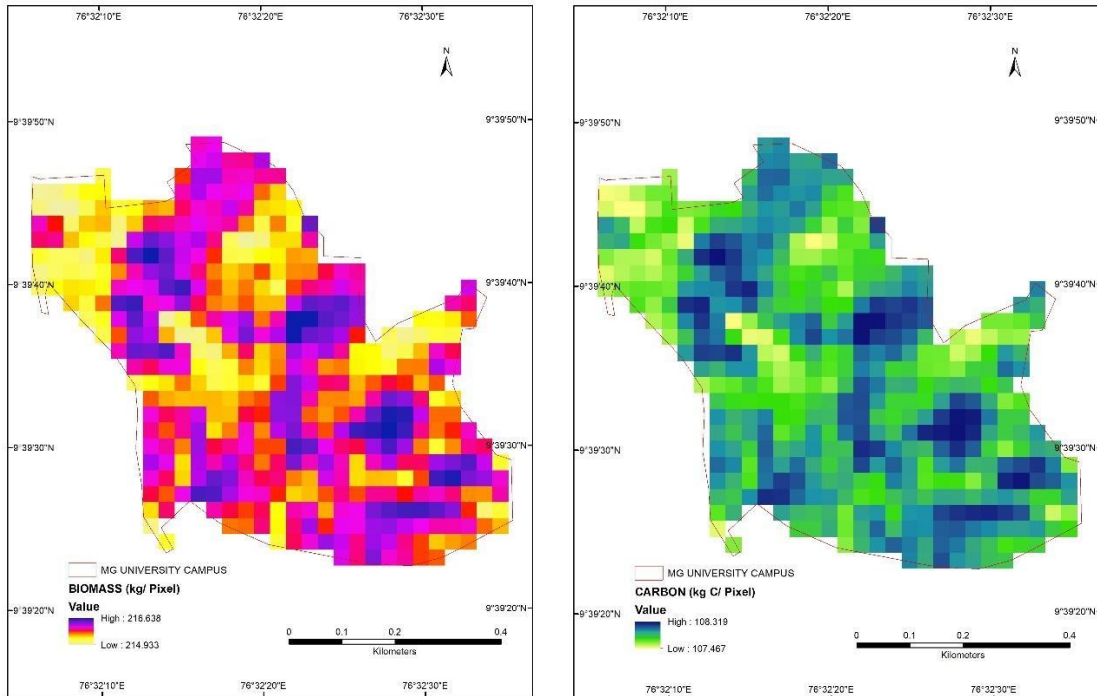 76°32'10"E 76°32'20"E 76°32'30"E
N
9°39'50"N 9°39'50"N
9°39'40"N 9°39'40"N
9°39'30"N 9°39'30"N
9°39'20"N 9°39'20"N
MG UNIVERSITY CAMPUS
BIOMASS (kg/ Pixel)
Value
High : 216.638
Low : 214.933
0 0.1 0.2 0.4
Kilometers
76°32'10"E 76°32'20"E 76°32'30"E
76°32'10"E 76°32'20"E 76°32'30"E
N
9°39'50"N 9°39'50"N
9°39'40"N 9°39'40"N
9°39'30"N 9°39'30"N
9°39'20"N 9°39'20"N
MG UNIVERSITY CAMPUS
CARBON (kg C/ Pixel)
Value
High : 108.319
Low : 107.467
0 0.1 0.2 0.4
Kilometers
76°32'10"E 76°32'20"E 76°32'30"E